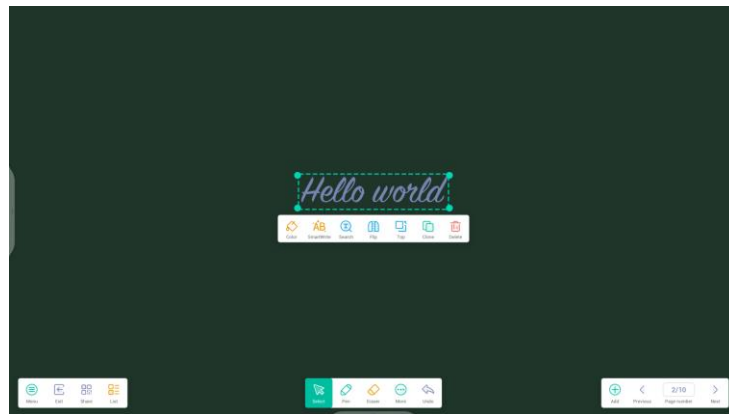 Hello world
Color SmartWrite Search Flip Top Clone Delete
Menu Exit Share List
Select Pen Eraser More Undo
Add Previous 2/10 Page number Next